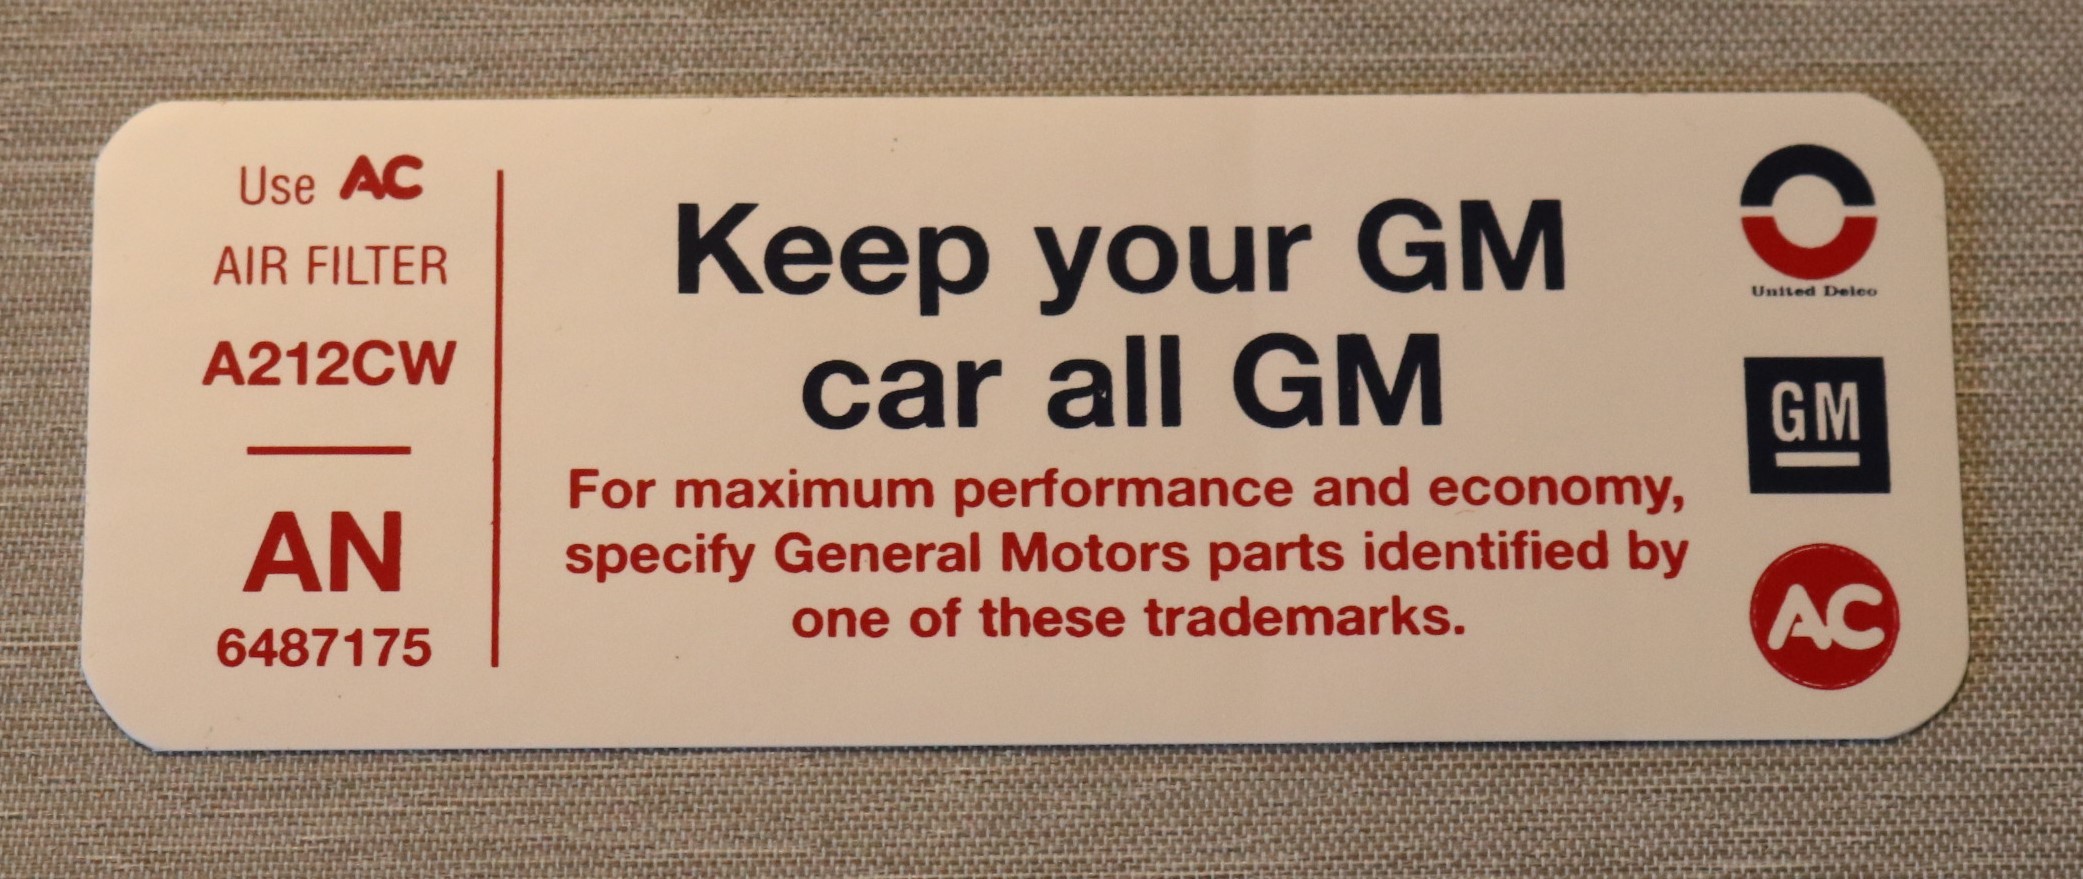 Use AC
AIR FILTER
A212CW
AN
6487175
Keep your GM
car all GM
For maximum performance and economy,
specify General Motors parts identified by
one of these trademarks.
United Delco
GM
AC